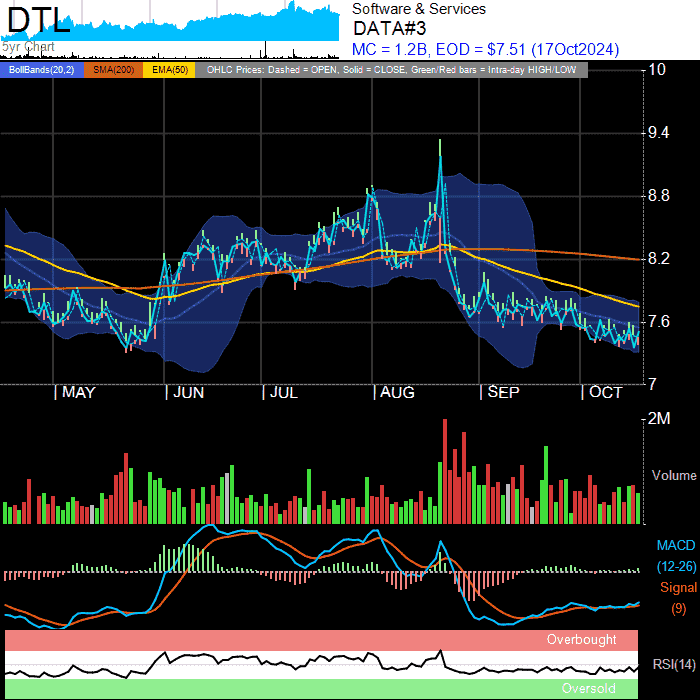 DTL
Software & Services
DATA#3
5yr Chart
MC = 1.2B, EOD = $7.51 (17Oct2024)
BollBands(20,2) SMA(200) EMA(50) OHLC Prices: Dashed = OPEN, Solid = CLOSE, Green/Red bars = Intra-day HIGH/LOW
10
9.4
8.8
8.2
7.6
7
MAY JUN JUL AUG SEP OCT
2M
Volume
MACD
(12-26)
Signal
(9)
Overbought
RSI(14)
Oversold